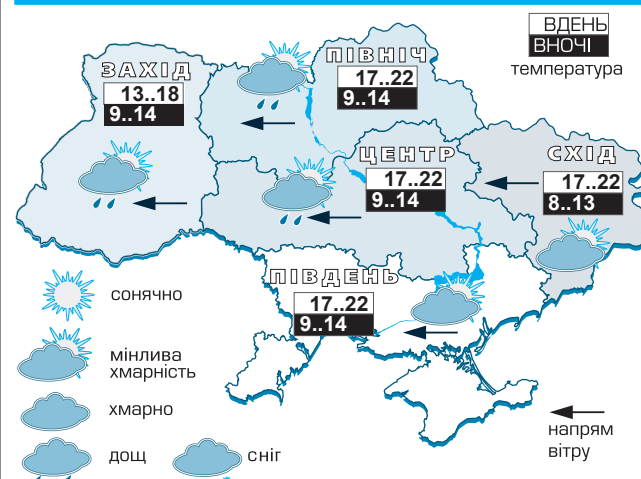 ВДЕНЬ
ВНОЧІ
температура
ЗАХІД
13..18
9..14
ПІВНІЧ
17..22
9..14
ЦЕНТР
17..22
9..14
СХІД
17..22
8..13
ПІВДЕНЬ
17..22
9..14
сонячно
мінлива
хмарність
хмарно
дощ
сніг
напрям
вітру